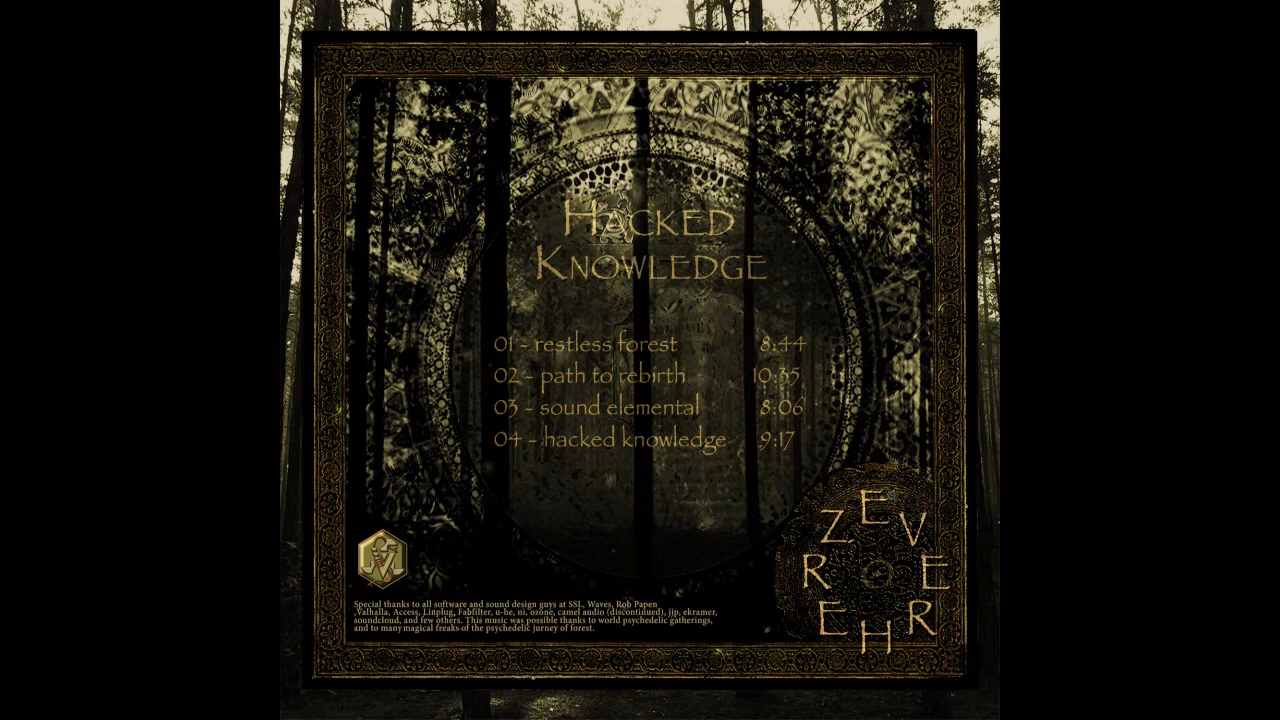 Hacked
Knowledge
01 - restless forest 8:44
02 - path to rebirth 10:35
03 - sound elemental 8:06
04 - hacked knowledge 9:17
ZEVEREHR
Special thanks to all software and sound design guys at SSL, Waves, Rob Papen
,Valhalla, Access, Linplug, Fabfilter, u-he, ni, ozone, camel audio (discontinued), jjp, ekramer,
soundcloud, and few others. This music was possible thanks to world psychedelic gatherings,
and to many magical freaks of the psychedelic jurney of forest.